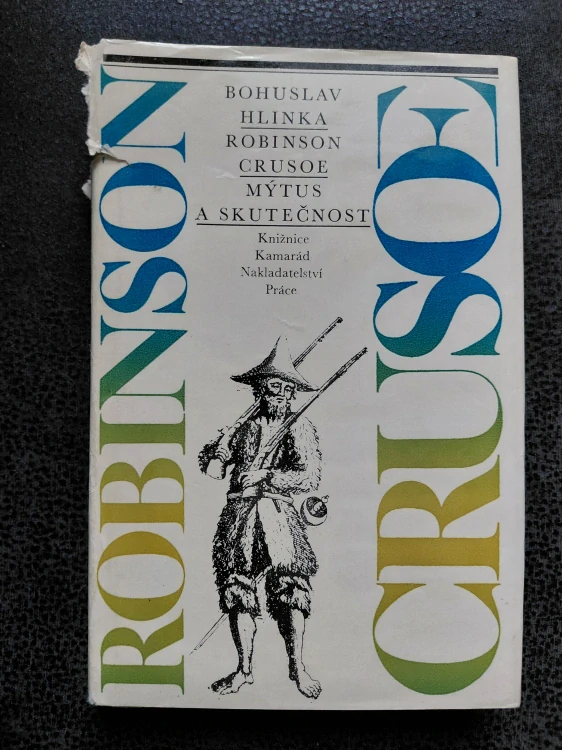 ROBINSON
BOHUSLAV
HLINKA
ROBINSON
CRUSOE
MÝTUS
A SKUTEČNOST
Knižnice
Kamarád
Nakladatelství
Práce
CRUSOE